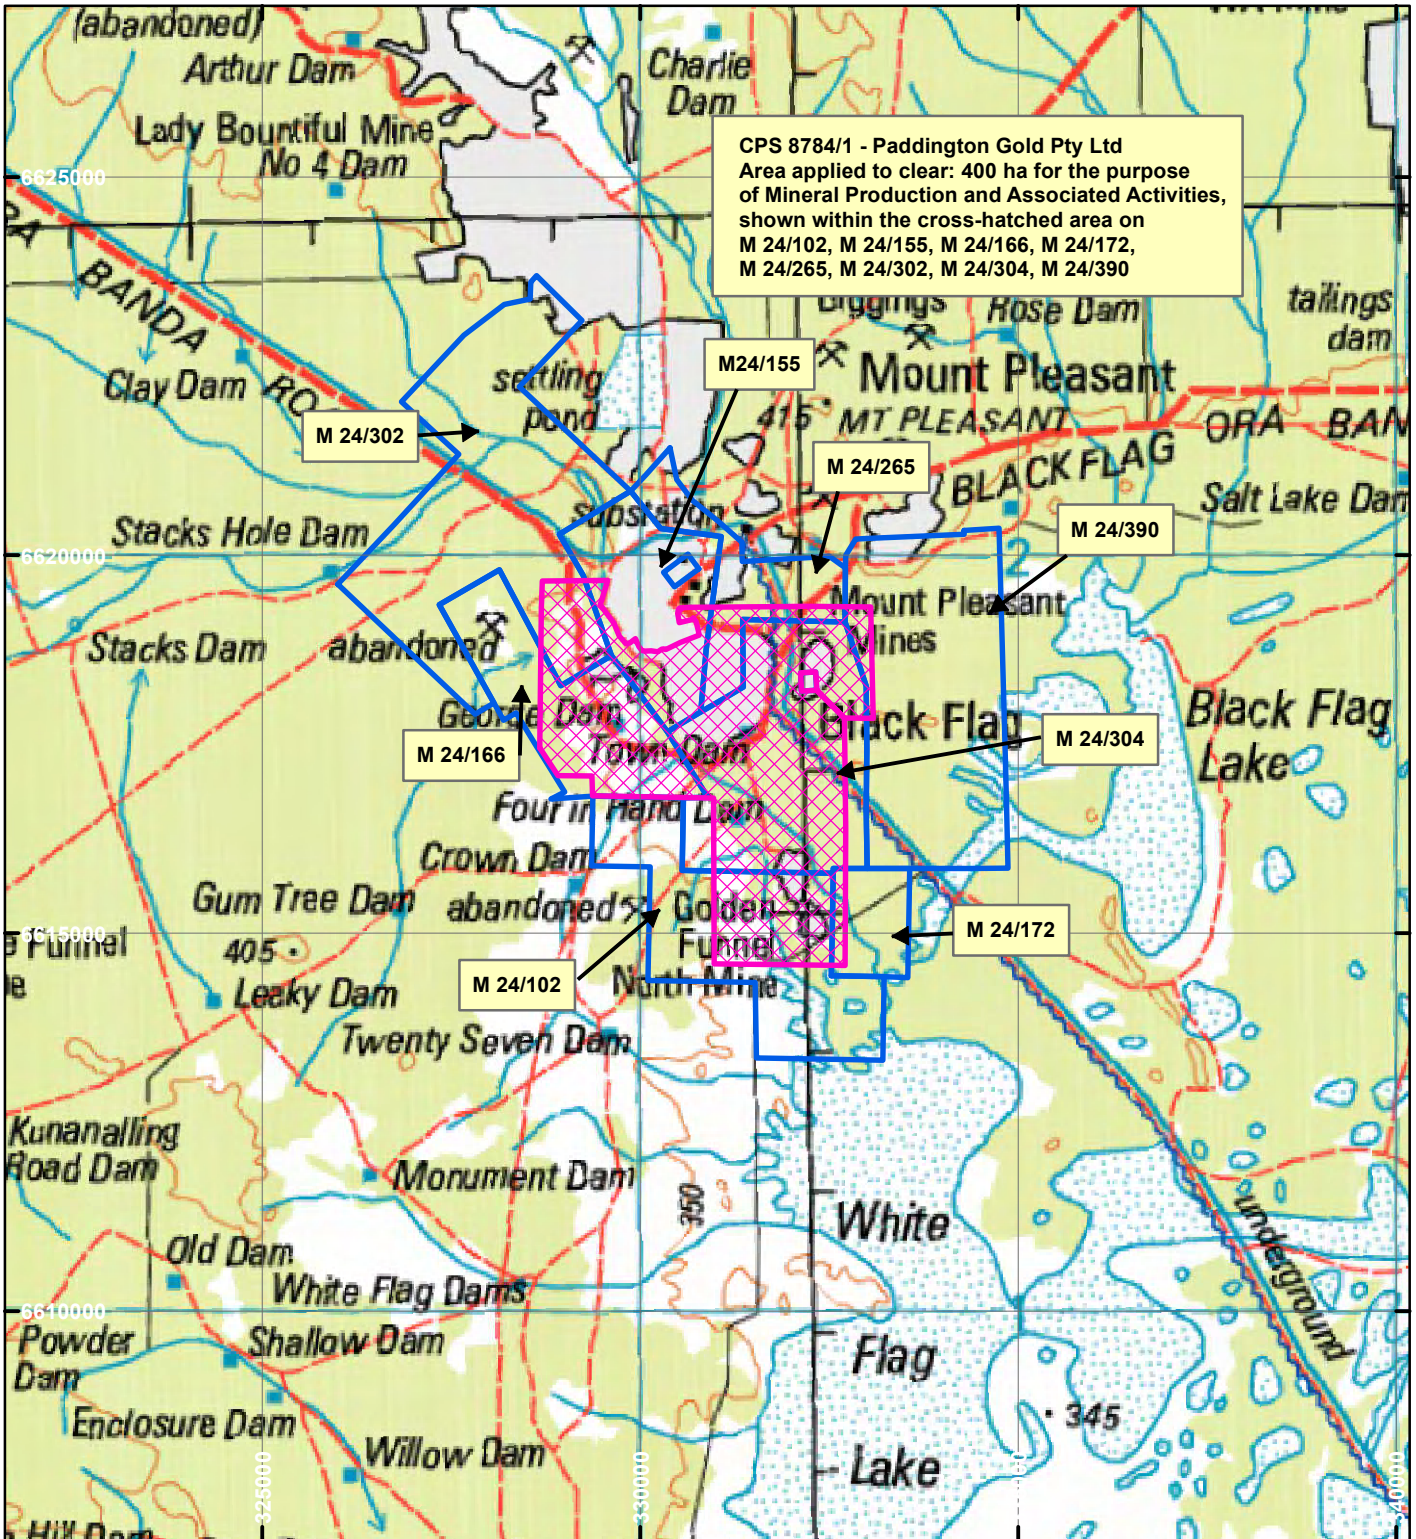 (abandoned)
Arthur Dam
Charlie
Dam
Lady Bountiful Mine
No 4 Dam
CPS 8784/1 - Paddington Gold Pty Ltd
Area applied to clear: 400 ha for the purpose
of Mineral Production and Associated Activities,
shown within the cross-hatched area on
M 24/102, M 24/155, M 24/166, M 24/172,
M 24/265, M 24/302, M 24/304, M 24/390
6625000
BANDA
Diggings
Rose Dam
tailings
dam
Clay Dam
settling
pond
M24/155
Mount Pleasant
415
MT PLEASANT
ORA BAN
M 24/302
M 24/265
BLACK FLAG
Salt Lake Dam
Stacks Hole Dam
substation
M 24/390
6620000
2
Mount Pleasant
Mines
Stacks Dam
abandoned
George Dam
Black Flag
Black Flag
Lake
M 24/166
Town Dam
M 24/304
Four in Hand Dam
Crown Dam
Gum Tree Dam
abandoned
Golden
Funnel
North Mine
M 24/172
Funnel
6615000
405
M 24/102
Leaky Dam
Twenty Seven Dam
Kunanalling
Road Dam
Monument Dam
350
White
Flag
Lake
underground
Old Dam
White Flag Dams
6610000
Powder
Dam
Shallow Dam
345
Enclosure Dam
Willow Dam
325000
330000
340000
Hill Dam